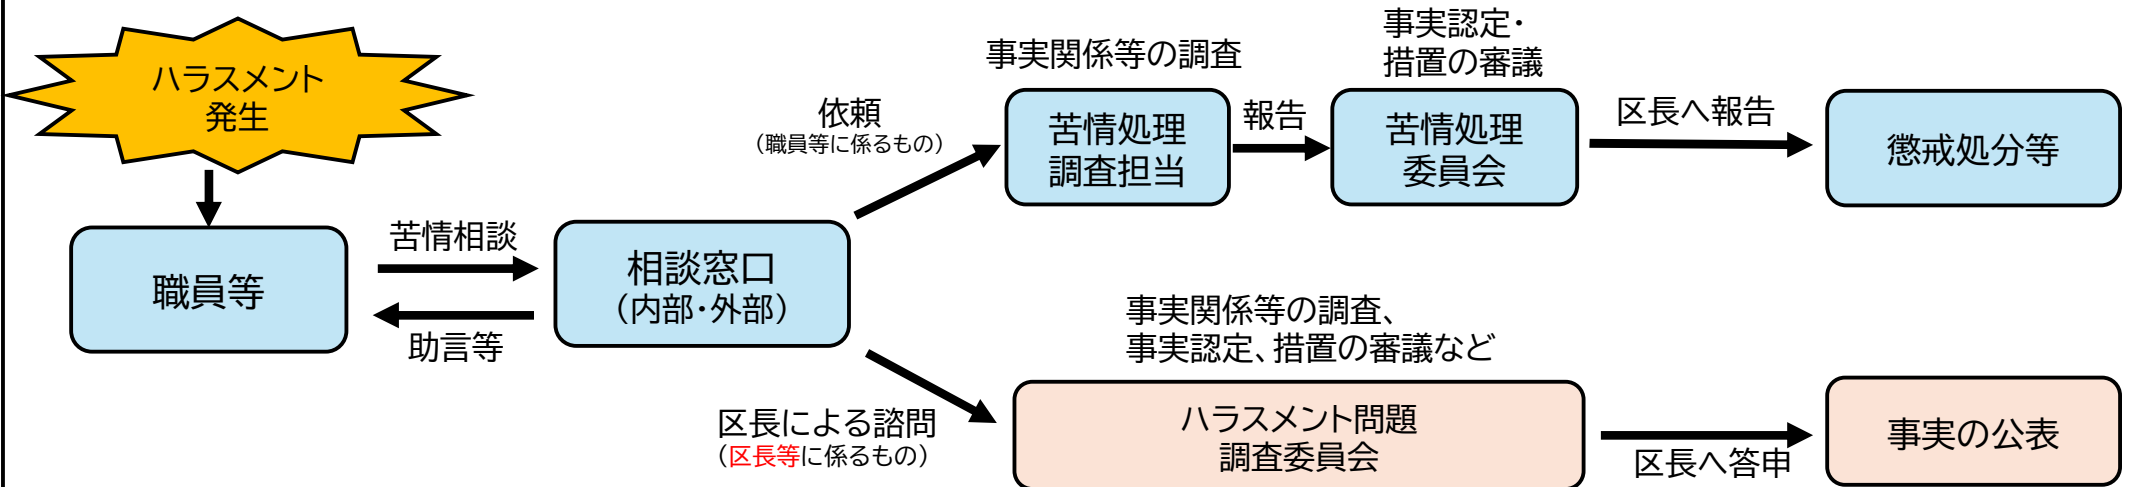 ハラスメント
発生
職員等
苦情相談
助言等
相談窓口
（内部・外部）
依頼
（職員等に係るもの）
事実関係等の調査
苦情処理
調査担当
報告
事実認定・
措置の審議
苦情処理
委員会
区長へ報告
懲戒処分等
区長による諮問
（区長等に係るもの）
事実関係等の調査、
事実認定、措置の審議など
ハラスメント問題
調査委員会
区長へ答申
事実の公表